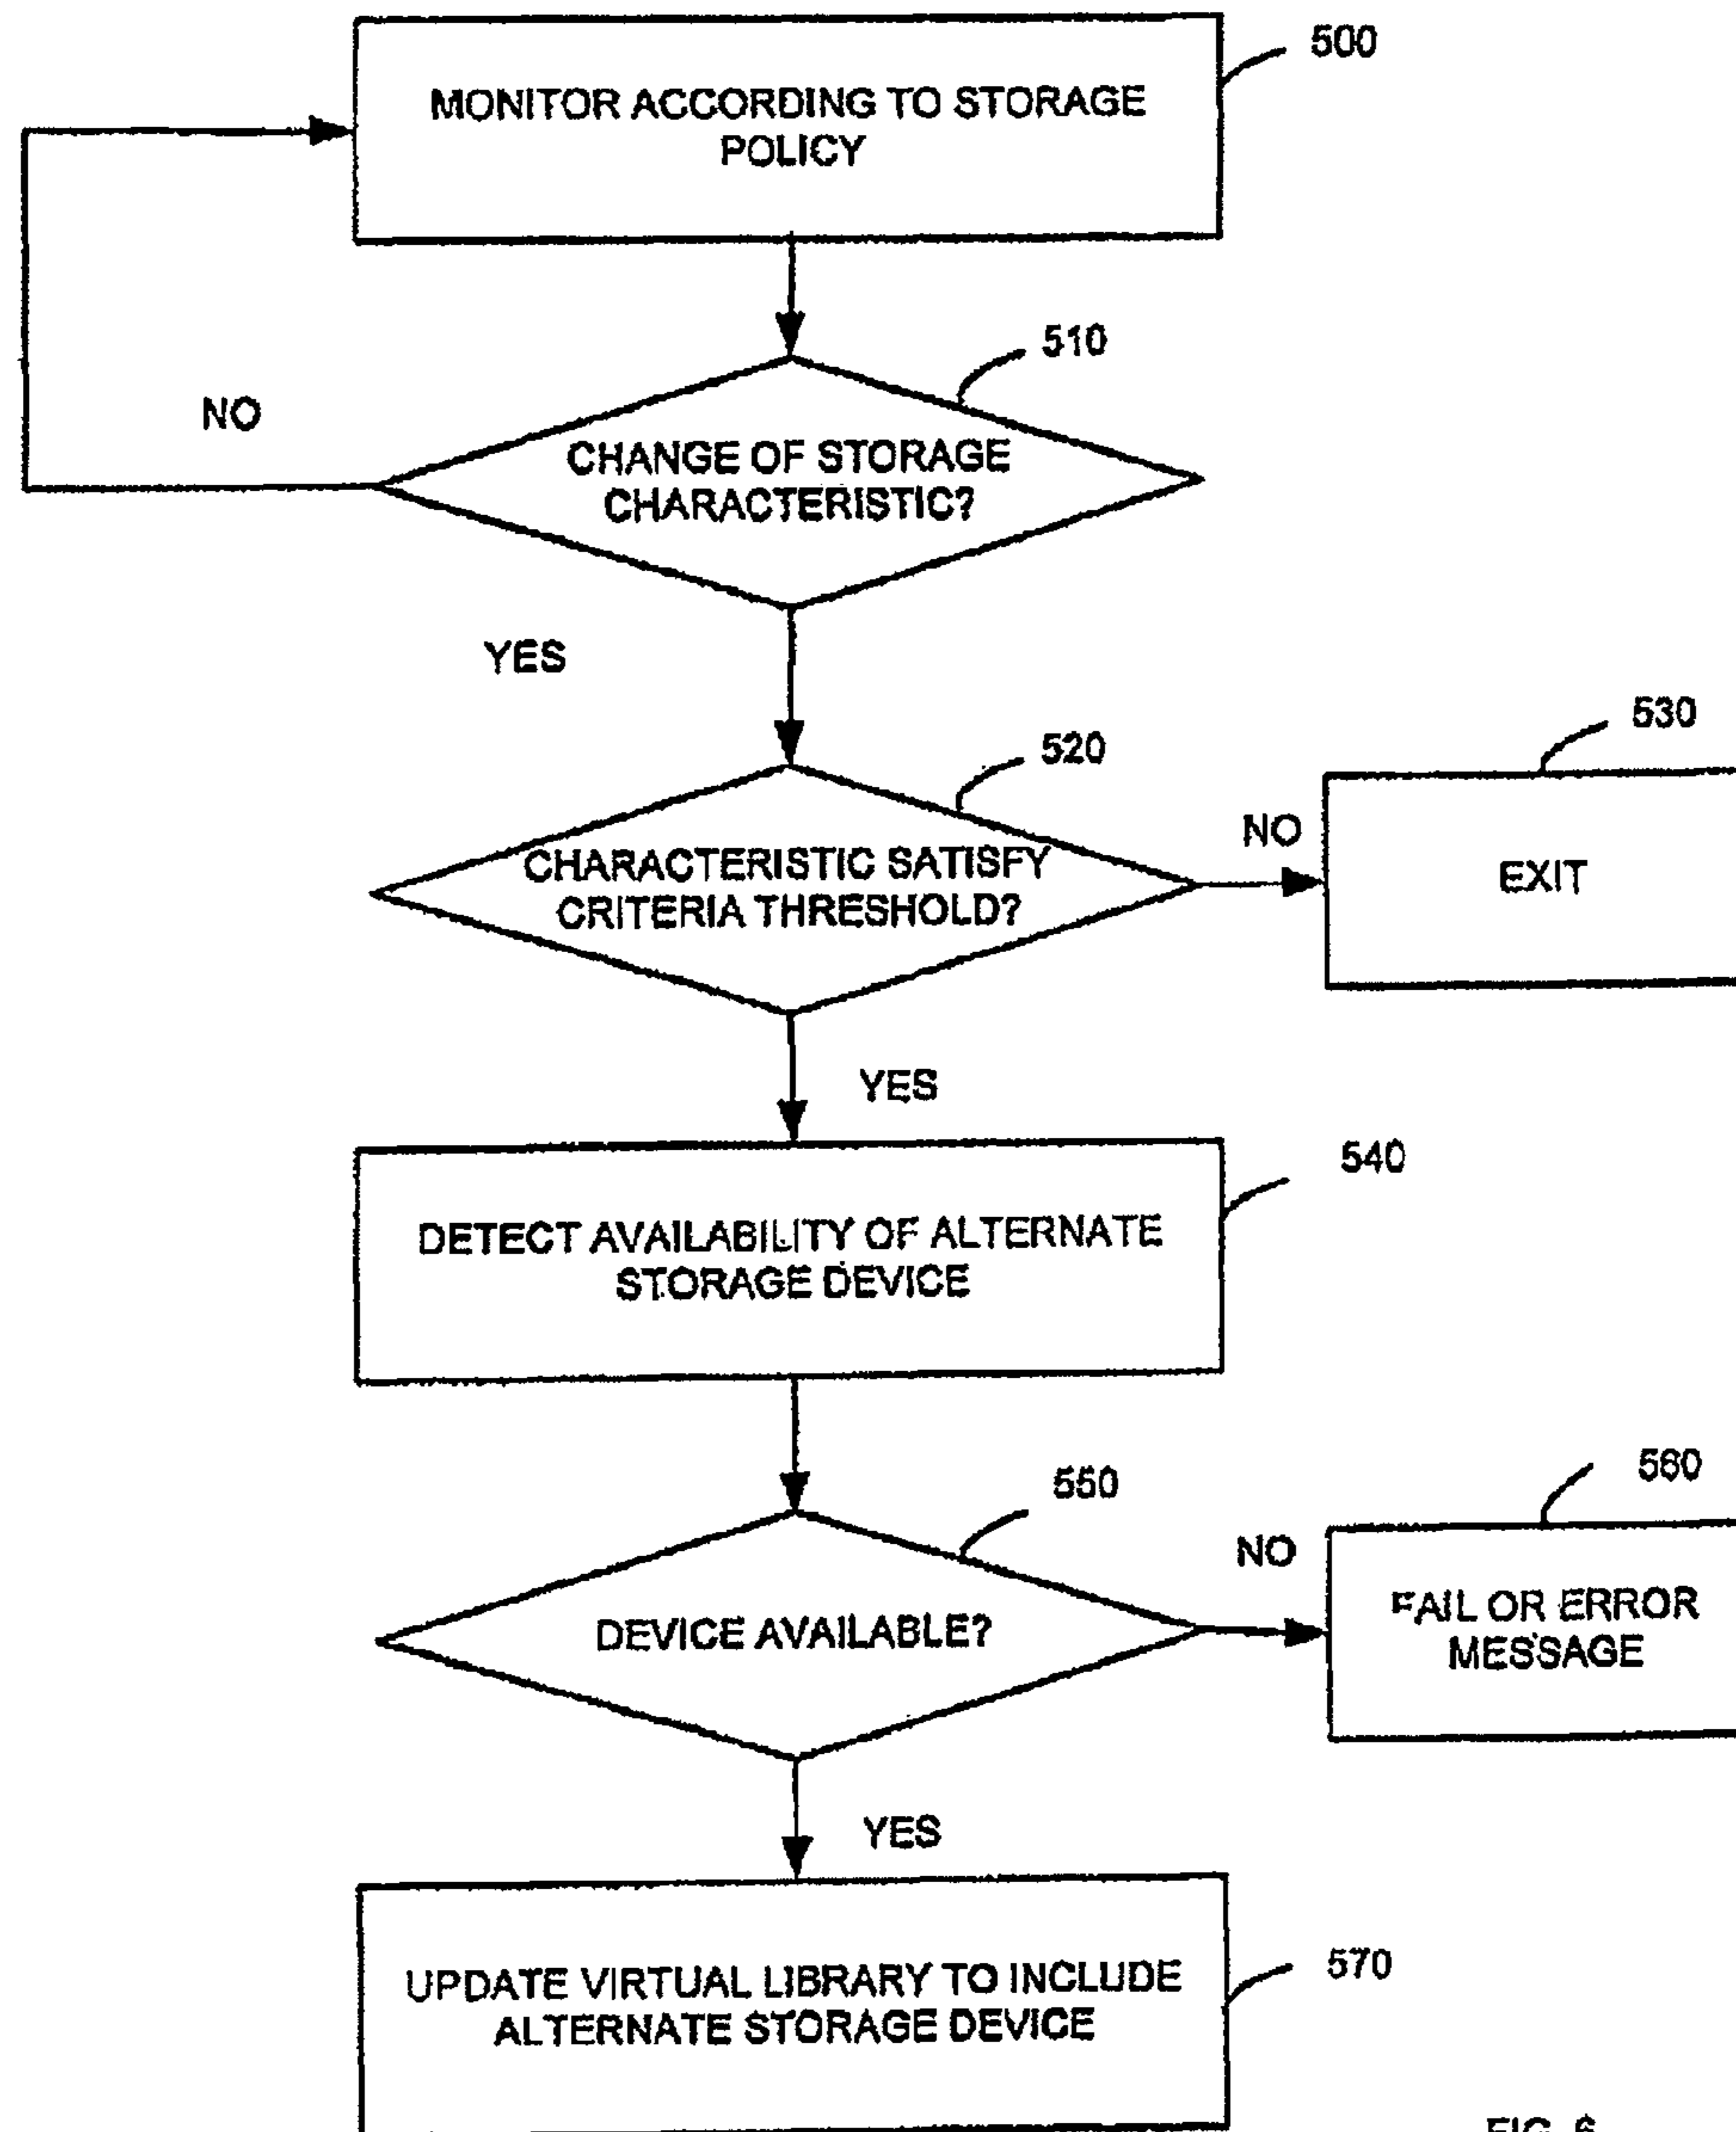 500
MONITOR ACCORDING TO STORAGE
POLICY
510
NO
CHANGE OF STORAGE
CHARACTERISTIC?
YES
520
530
NO
CHARACTERISTIC SATISFY
CRITERIA THRESHOLD?
EXIT
YES
540
DETECT AVAILABILITY OF ALTERNATE
STORAGE DEVICE
550
560
NO
DEVICE AVAILABLE?
FAIL OR ERROR
MESSAGE
YES
570
UPDATE VIRTUAL LIBRARY TO INCLUDE
ALTERNATE STORAGE DEVICE
FIG. 6